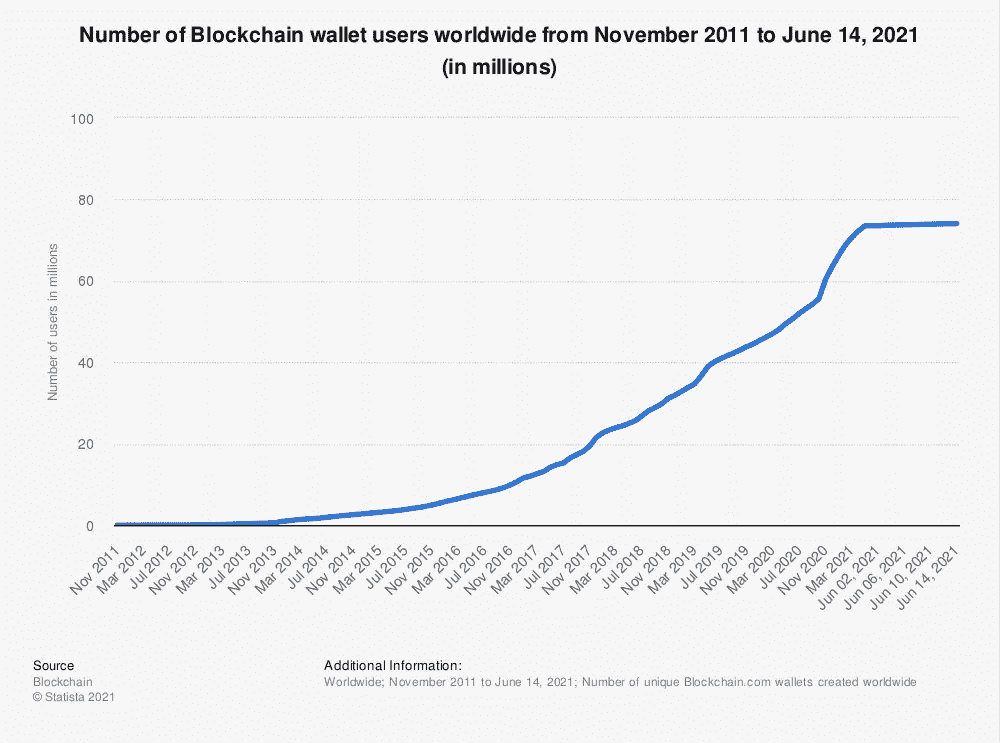 Number of Blockchain wallet users worldwide from November 2011 to June 14, 2021
(in millions)
Number of users in millions
100
80
60
40
20
0
Nov 2011
Mar 2012
Jul 2012
Nov 2012
Mar 2013
Jul 2013
Nov 2013
Mar 2014
Jul 2014
Nov 2014
Mar 2015
Jul 2015
Nov 2015
Mar 2016
Jul 2016
Nov 2016
Mar 2017
Jul 2017
Nov 2017
Mar 2018
Jul 2018
Nov 2018
Mar 2019
Jul 2019
Nov 2019
Mar 2020
Jul 2020
Nov 2020
Mar 2021
Jun 02, 2021
Jun 06, 2021
Jun 10, 2021
Jun 14, 2021
Source
Blockchain
© Statista 2021
Additional Information:
Worldwide; November 2011 to June 14, 2021; Number of unique Blockchain.com wallets created worldwide